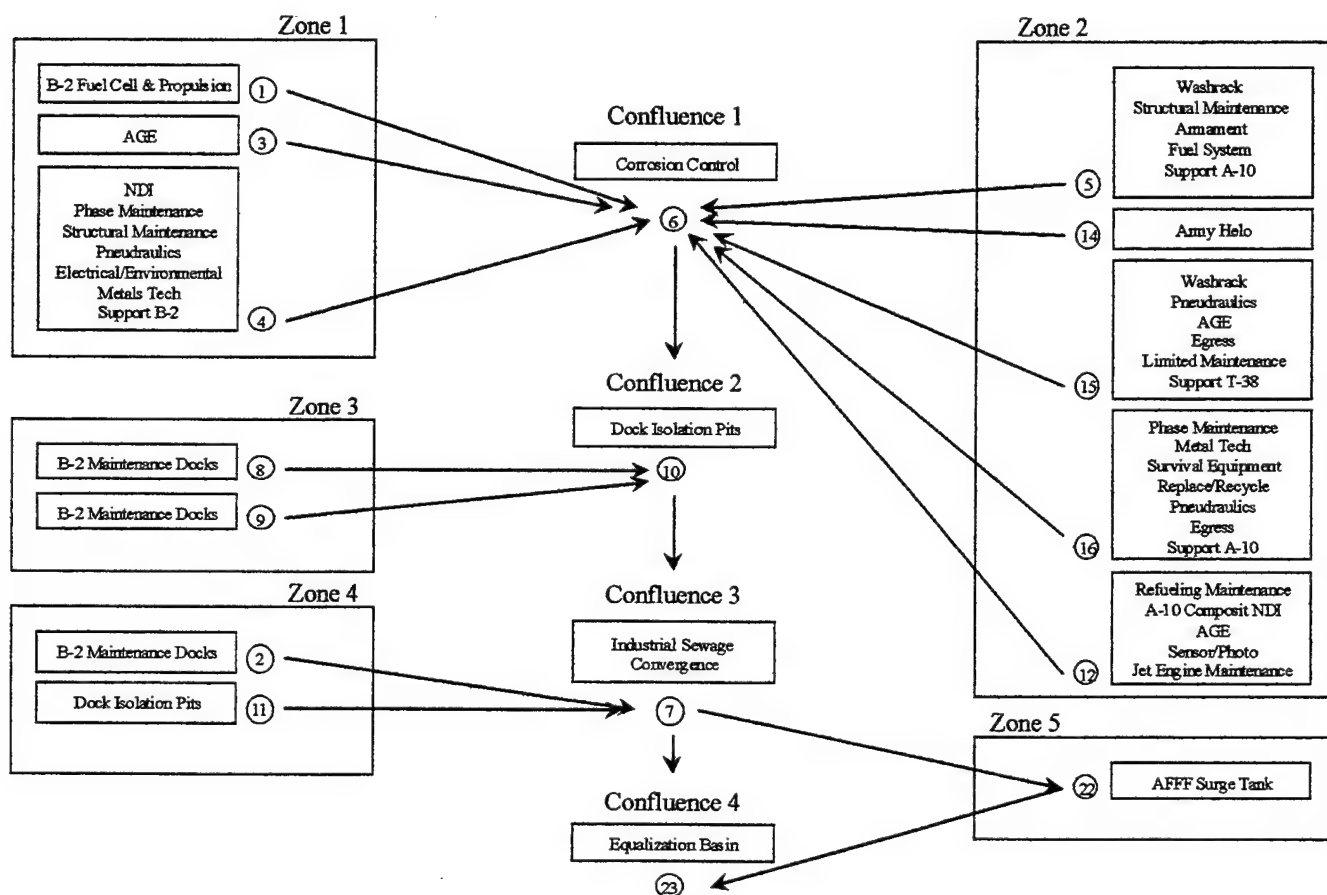 Zone 1
B-2 Fuel Cell & Propulsion
1
AGE
3
NDI
Phase Maintenance
Structural Maintenance
Pneudraulics
Electrical/Environmental
Metals Tech
Support B-2
4
Confluence 1
Corrosion Control
6
Zone 2
Washrack
Structural Maintenance
Armament
Fuel System
Support A-10
5
14
Army Helo
Washrack
Pneudraulics
AGE
Egress
Limited Maintenance
Support T-38
15
Phase Maintenance
Metal Tech
Survival Equipment
Replace/Recycle
Pneudraulics
Egress
Support A-10
16
Refueling Maintenance
A-10 Composit NDI
AGE
Sensor/Photo
Jet Engine Maintenance
12
Zone 3
B-2 Maintenance Docks
8
B-2 Maintenance Docks
9
Confluence 2
Dock Isolation Pits
10
Zone 4
B-2 Maintenance Docks
2
Dock Isolation Pits
11
Confluence 3
Industrial Sewage
Convergence
7
Zone 5
22
AFFF Surge Tank
Confluence 4
Equalization Basin
23